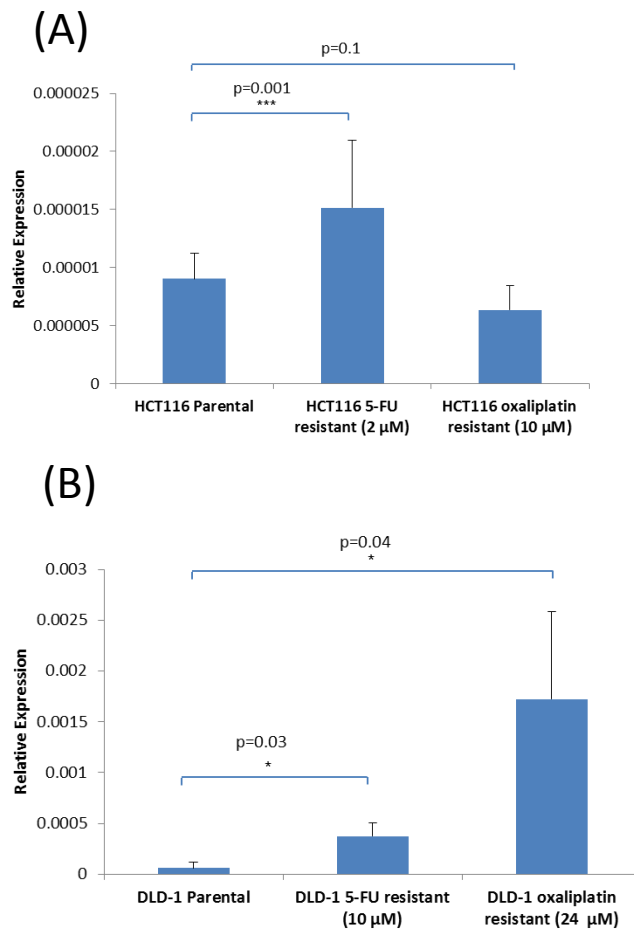 (A)
p=0.1
p=0.001
***
0.000025
0.00002
0.000015
0.00001
0.000005
0
Relative Expression
HCT116 Parental
HCT116 5-FU
resistant (2 µM)
HCT116 oxaliplatin
resistant (10 µM)
(B)
p=0.04
*
p=0.03
*
0.003
0.0025
0.002
0.0015
0.001
0.0005
0
Relative Expression
DLD-1 Parental
DLD-1 5-FU resistant
(10 µM)
DLD-1 oxaliplatin
resistant (24 µM)